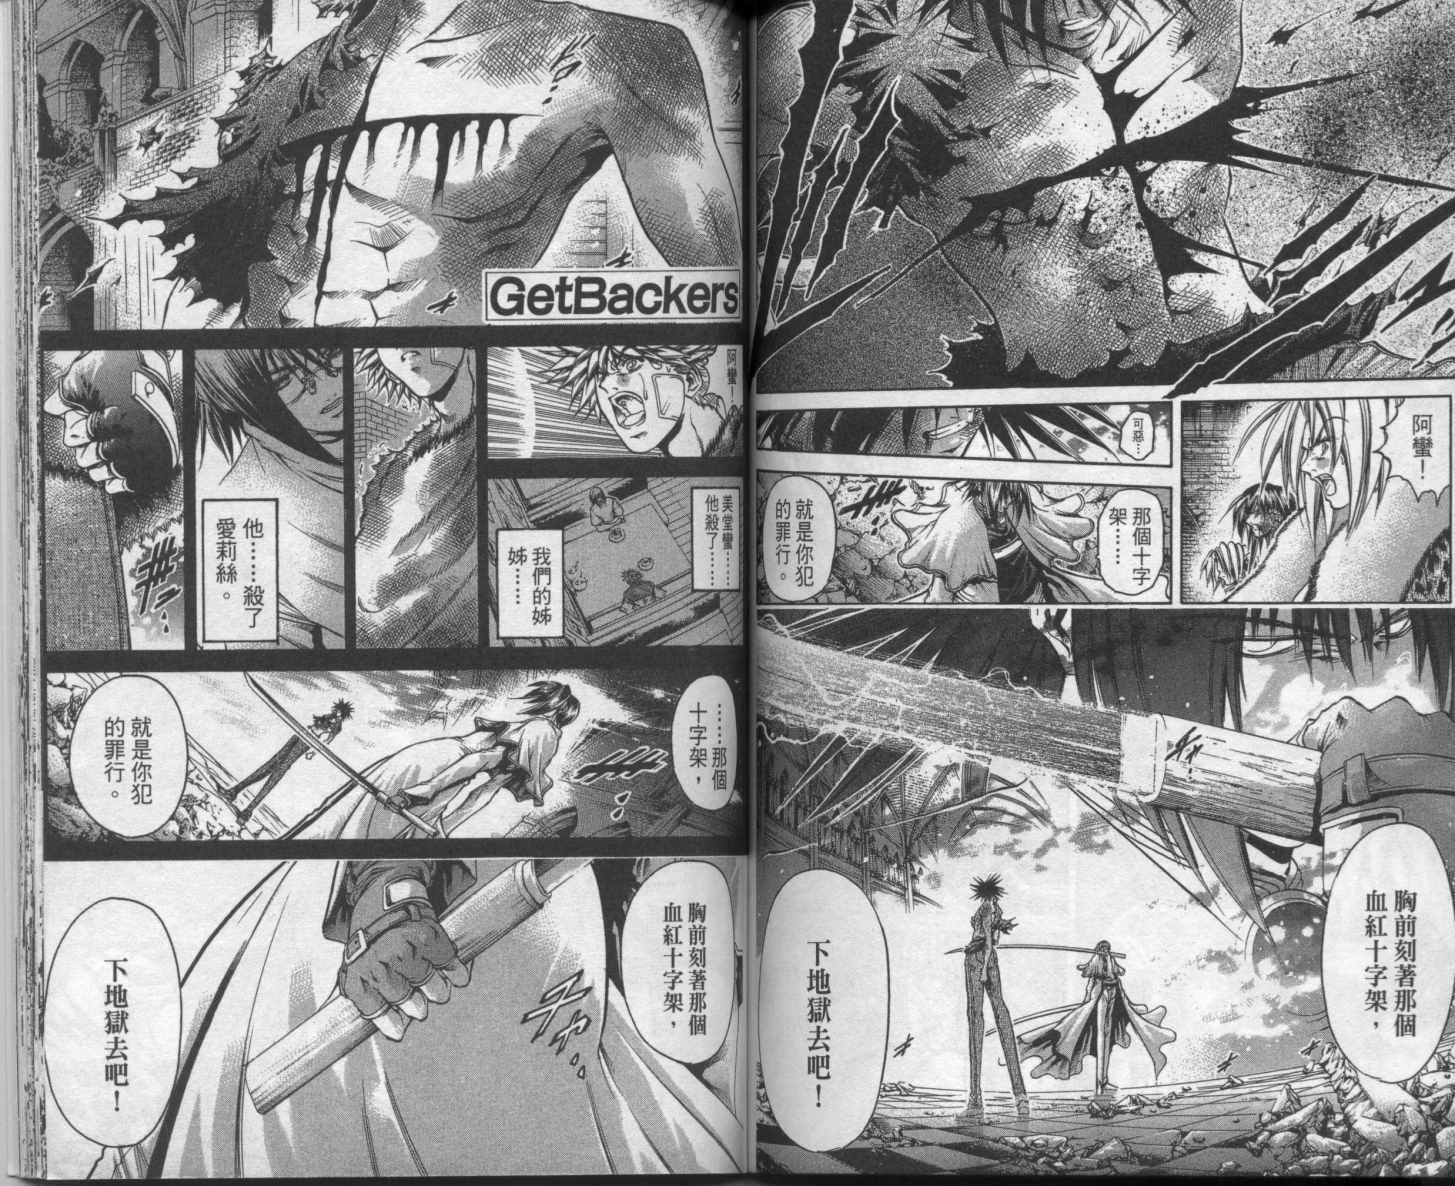 阿蠻！
可惡…
那個十字
架……
就是你犯
的罪行。
胸前刻著那個
血紅十字架，
下地獄去吧！
GetBackers
阿蠻！
美堂蠻……
他殺了……
我們的姊
姊……
他……殺了
愛莉絲。
……那個
十字架，
就是你犯
的罪行。
胸前刻著那個
血紅十字架，
下地獄去吧！
チャ